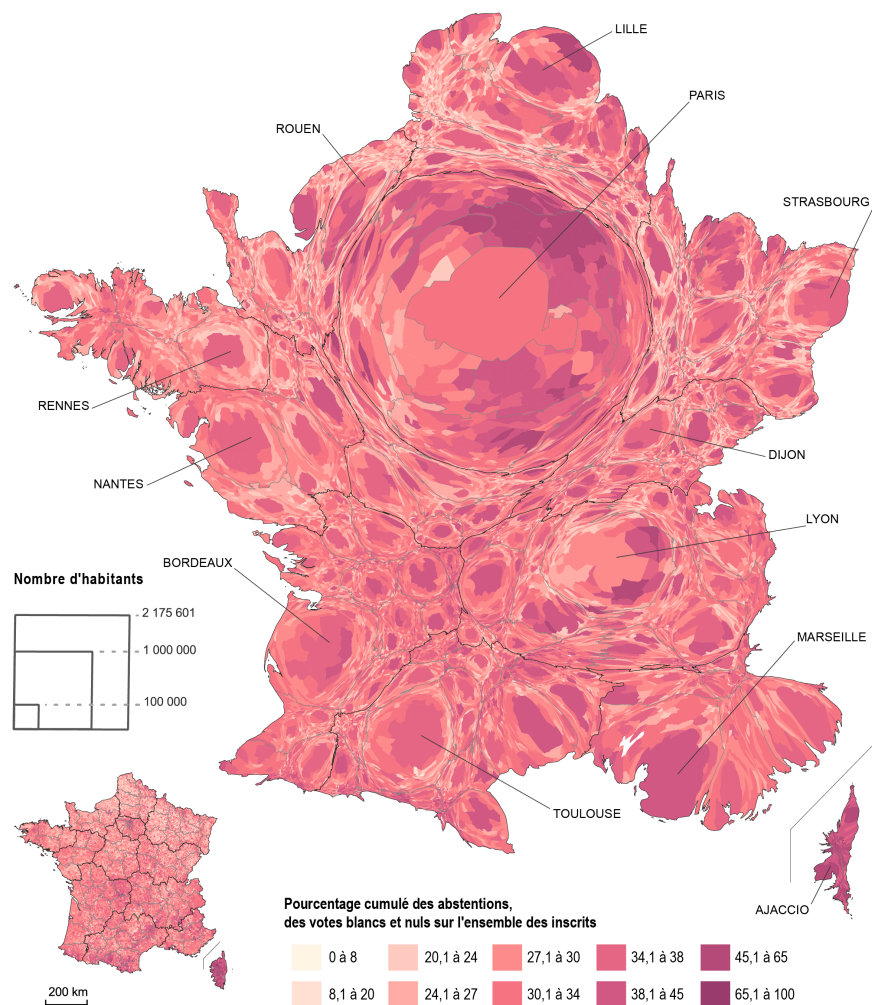 LILLE
PARIS
ROUEN
STRASBOURG
RENNES
NANTES
DIJON
LYON
BORDEAUX
MARSEILLE
TOULOUSE
AJACCIO
Nombre d'habitants
2 175 601
1 000 000
100 000
200 km
Pourcentage cumulé des abstentions,
des votes blancs et nuls sur l'ensemble des inscrits
0 à 8
20,1 à 24
27,1 à 30
34,1 à 38
45,1 à 65
8,1 à 20
24,1 à 27
30,1 à 34
38,1 à 45
65,1 à 100